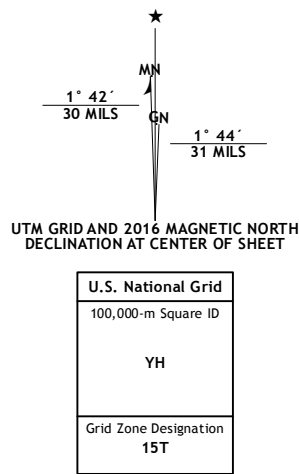 ★
MN
1° 42´
30 MILS
GN
1° 44´
31 MILS
UTM GRID AND 2016 MAGNETIC NORTH
DECLINATION AT CENTER OF SHEET
U.S. National Grid
100,000-m Square ID
YH
Grid Zone Designation
15T